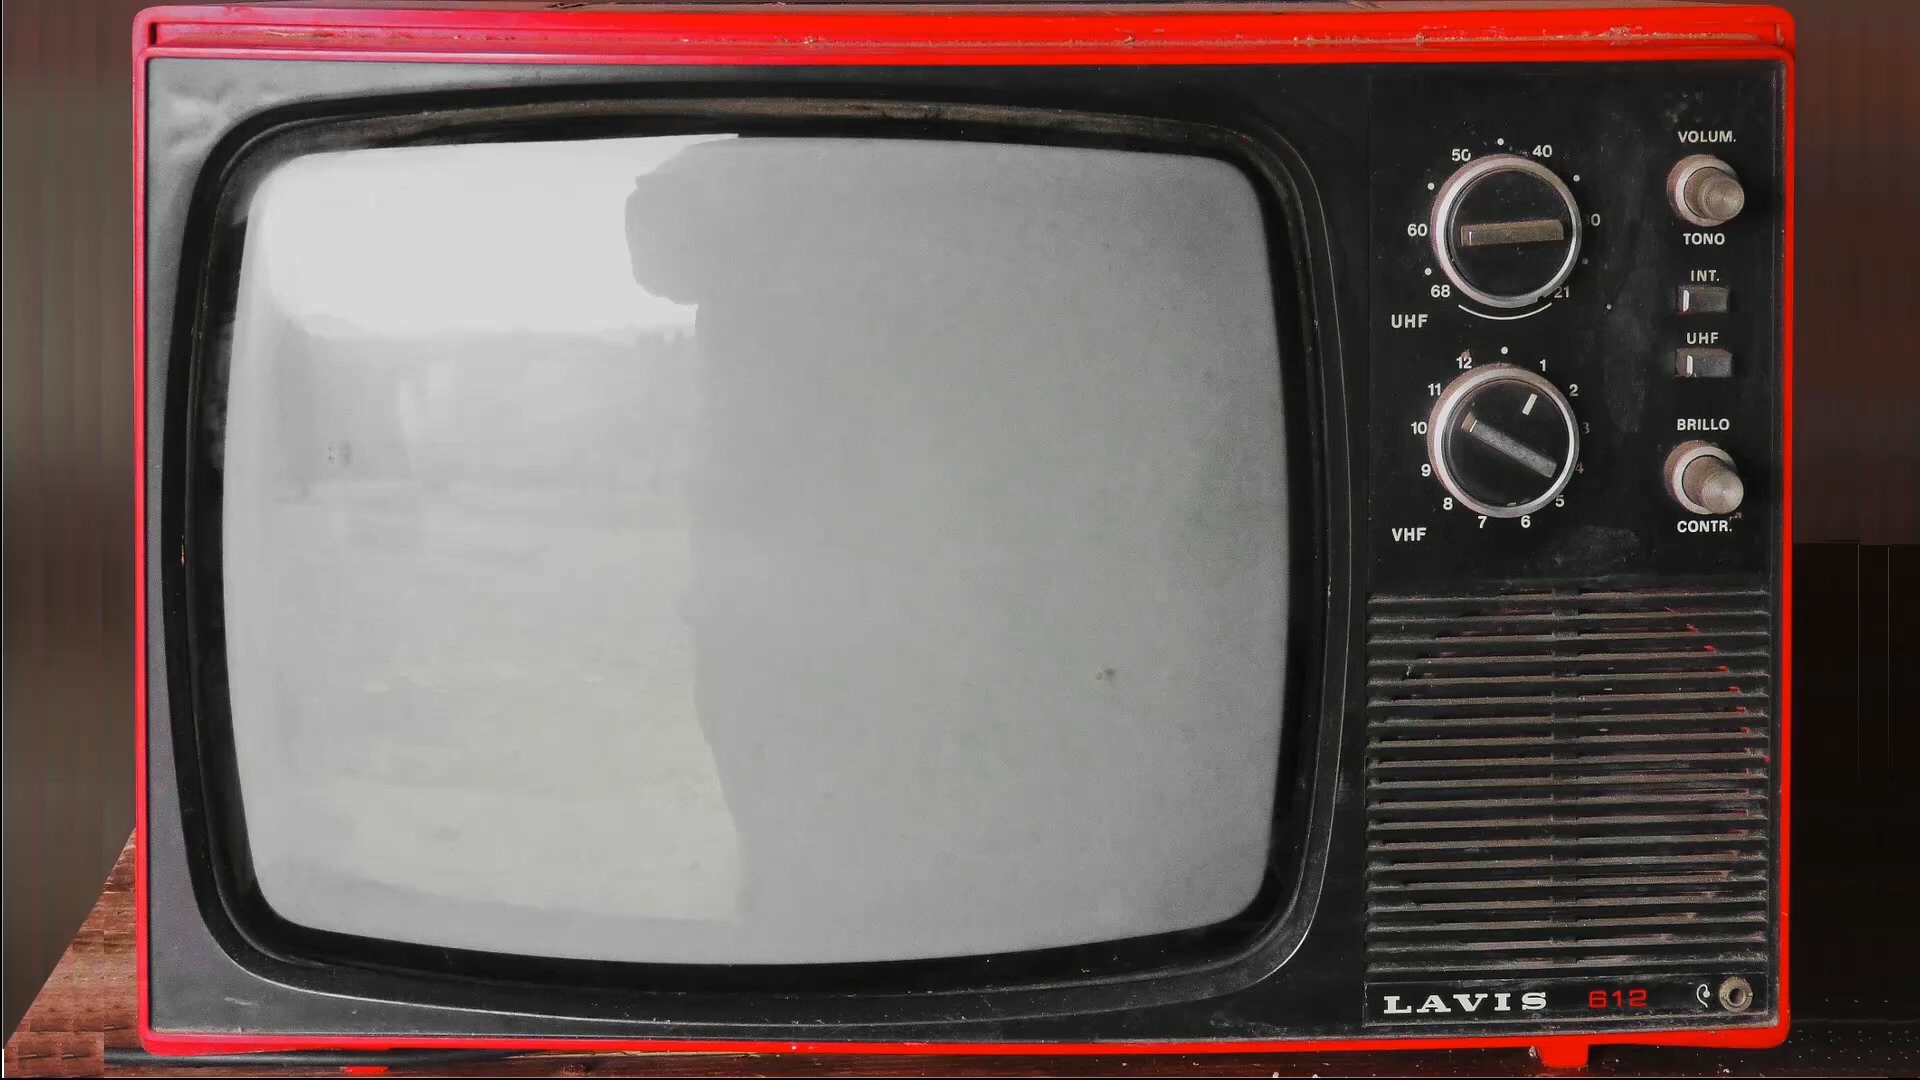 VOLUM.
50 40
60 30
TONO
68 21
INT.
UHF
UHF
12 1
11 2
10 3
BRILLO
9 4
8 5
7 6
CONTR.
VHF
LAVIS 612